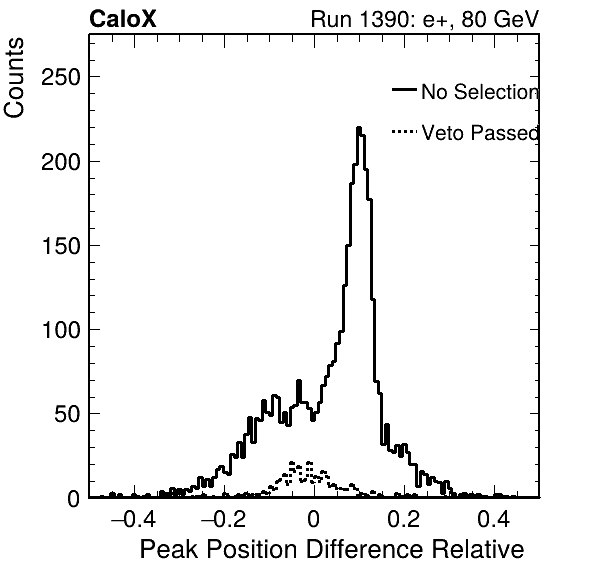 CaloX Run 1390: e+, 80 GeV
Counts
No Selection
Veto Passed
250
200
150
100
50
0
−0.4 −0.2 0 0.2 0.4
Peak Position Difference Relative